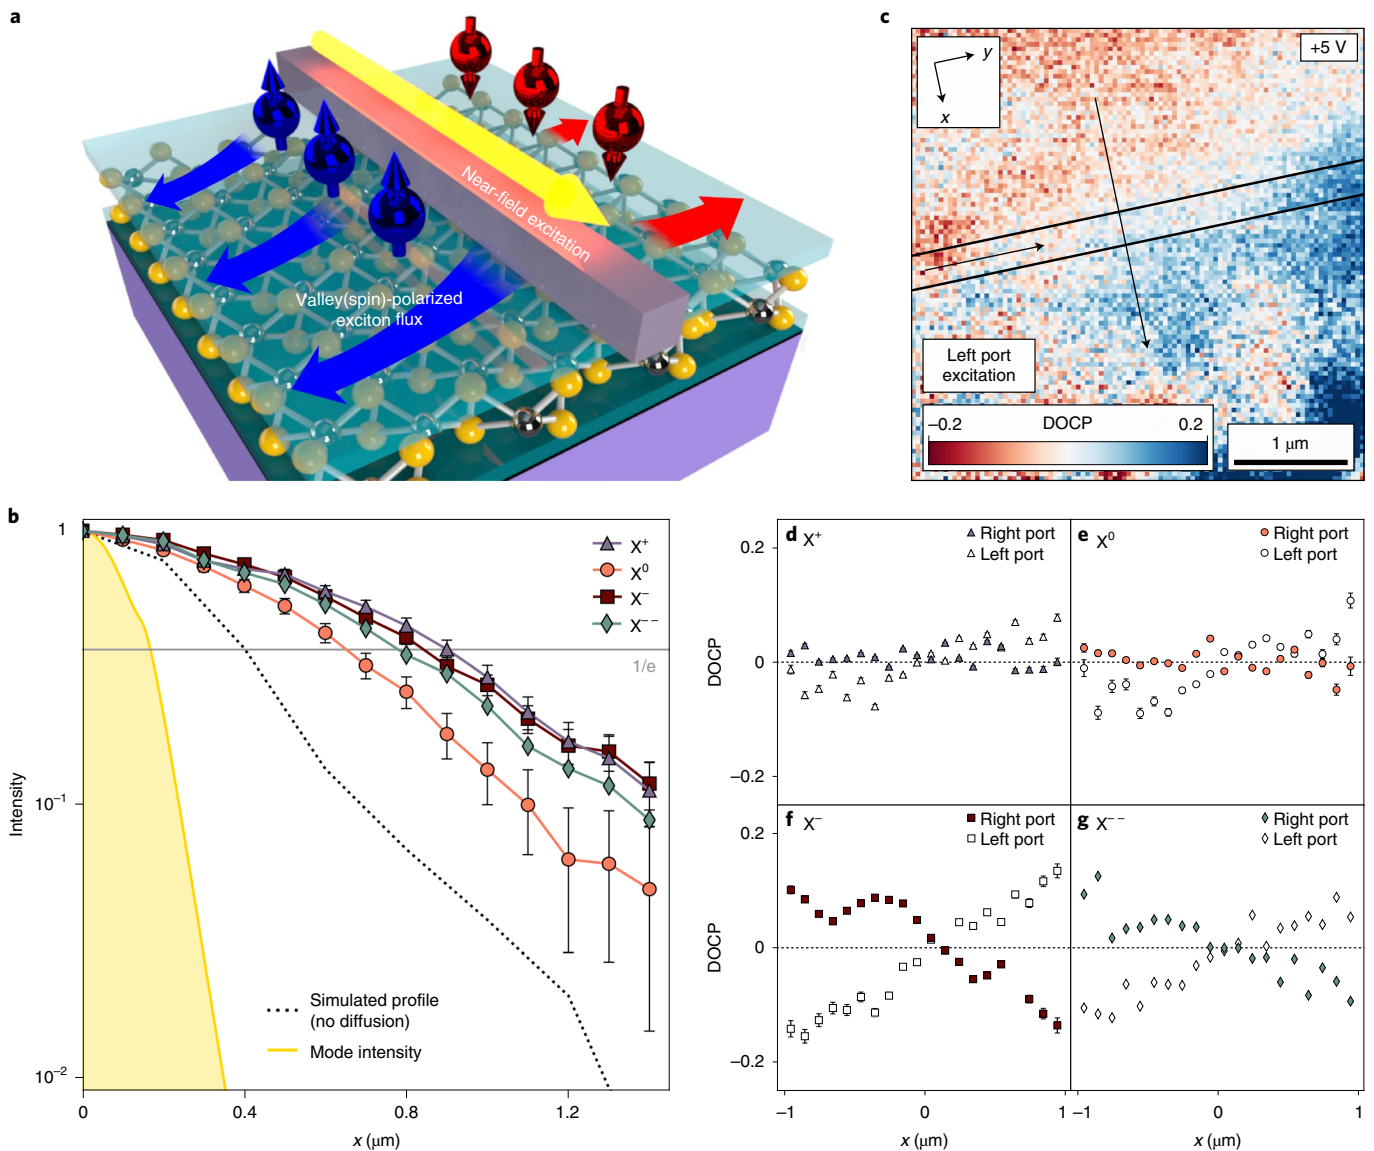 a
Near-field excitation
Valley(spin)-polarized
exciton flux
c
+5 V
y
x
Left port
excitation
–0.2 DOCP 0.2
1 μm
b
1
10⁻¹
10⁻²
Intensity
X⁺
X⁰
X⁻
X⁻⁻
1/e
Simulated profile
(no diffusion)
Mode intensity
0 0.4 0.8 1.2
x (μm)
d X⁺
Right port
Left port
e X⁰
Right port
Left port
0.2
0
–0.2
DOCP
f X⁻
Right port
Left port
g X⁻⁻
Right port
Left port
0.2
0
–0.2
DOCP
–1 0 1
–1 0 1
x (μm)
x (μm)